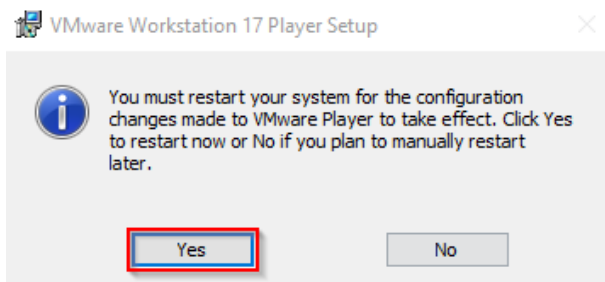 VMware Workstation 17 Player Setup
You must restart your system for the configuration
changes made to VMware Player to take effect. Click Yes
to restart now or No if you plan to manually restart
later.
Yes No